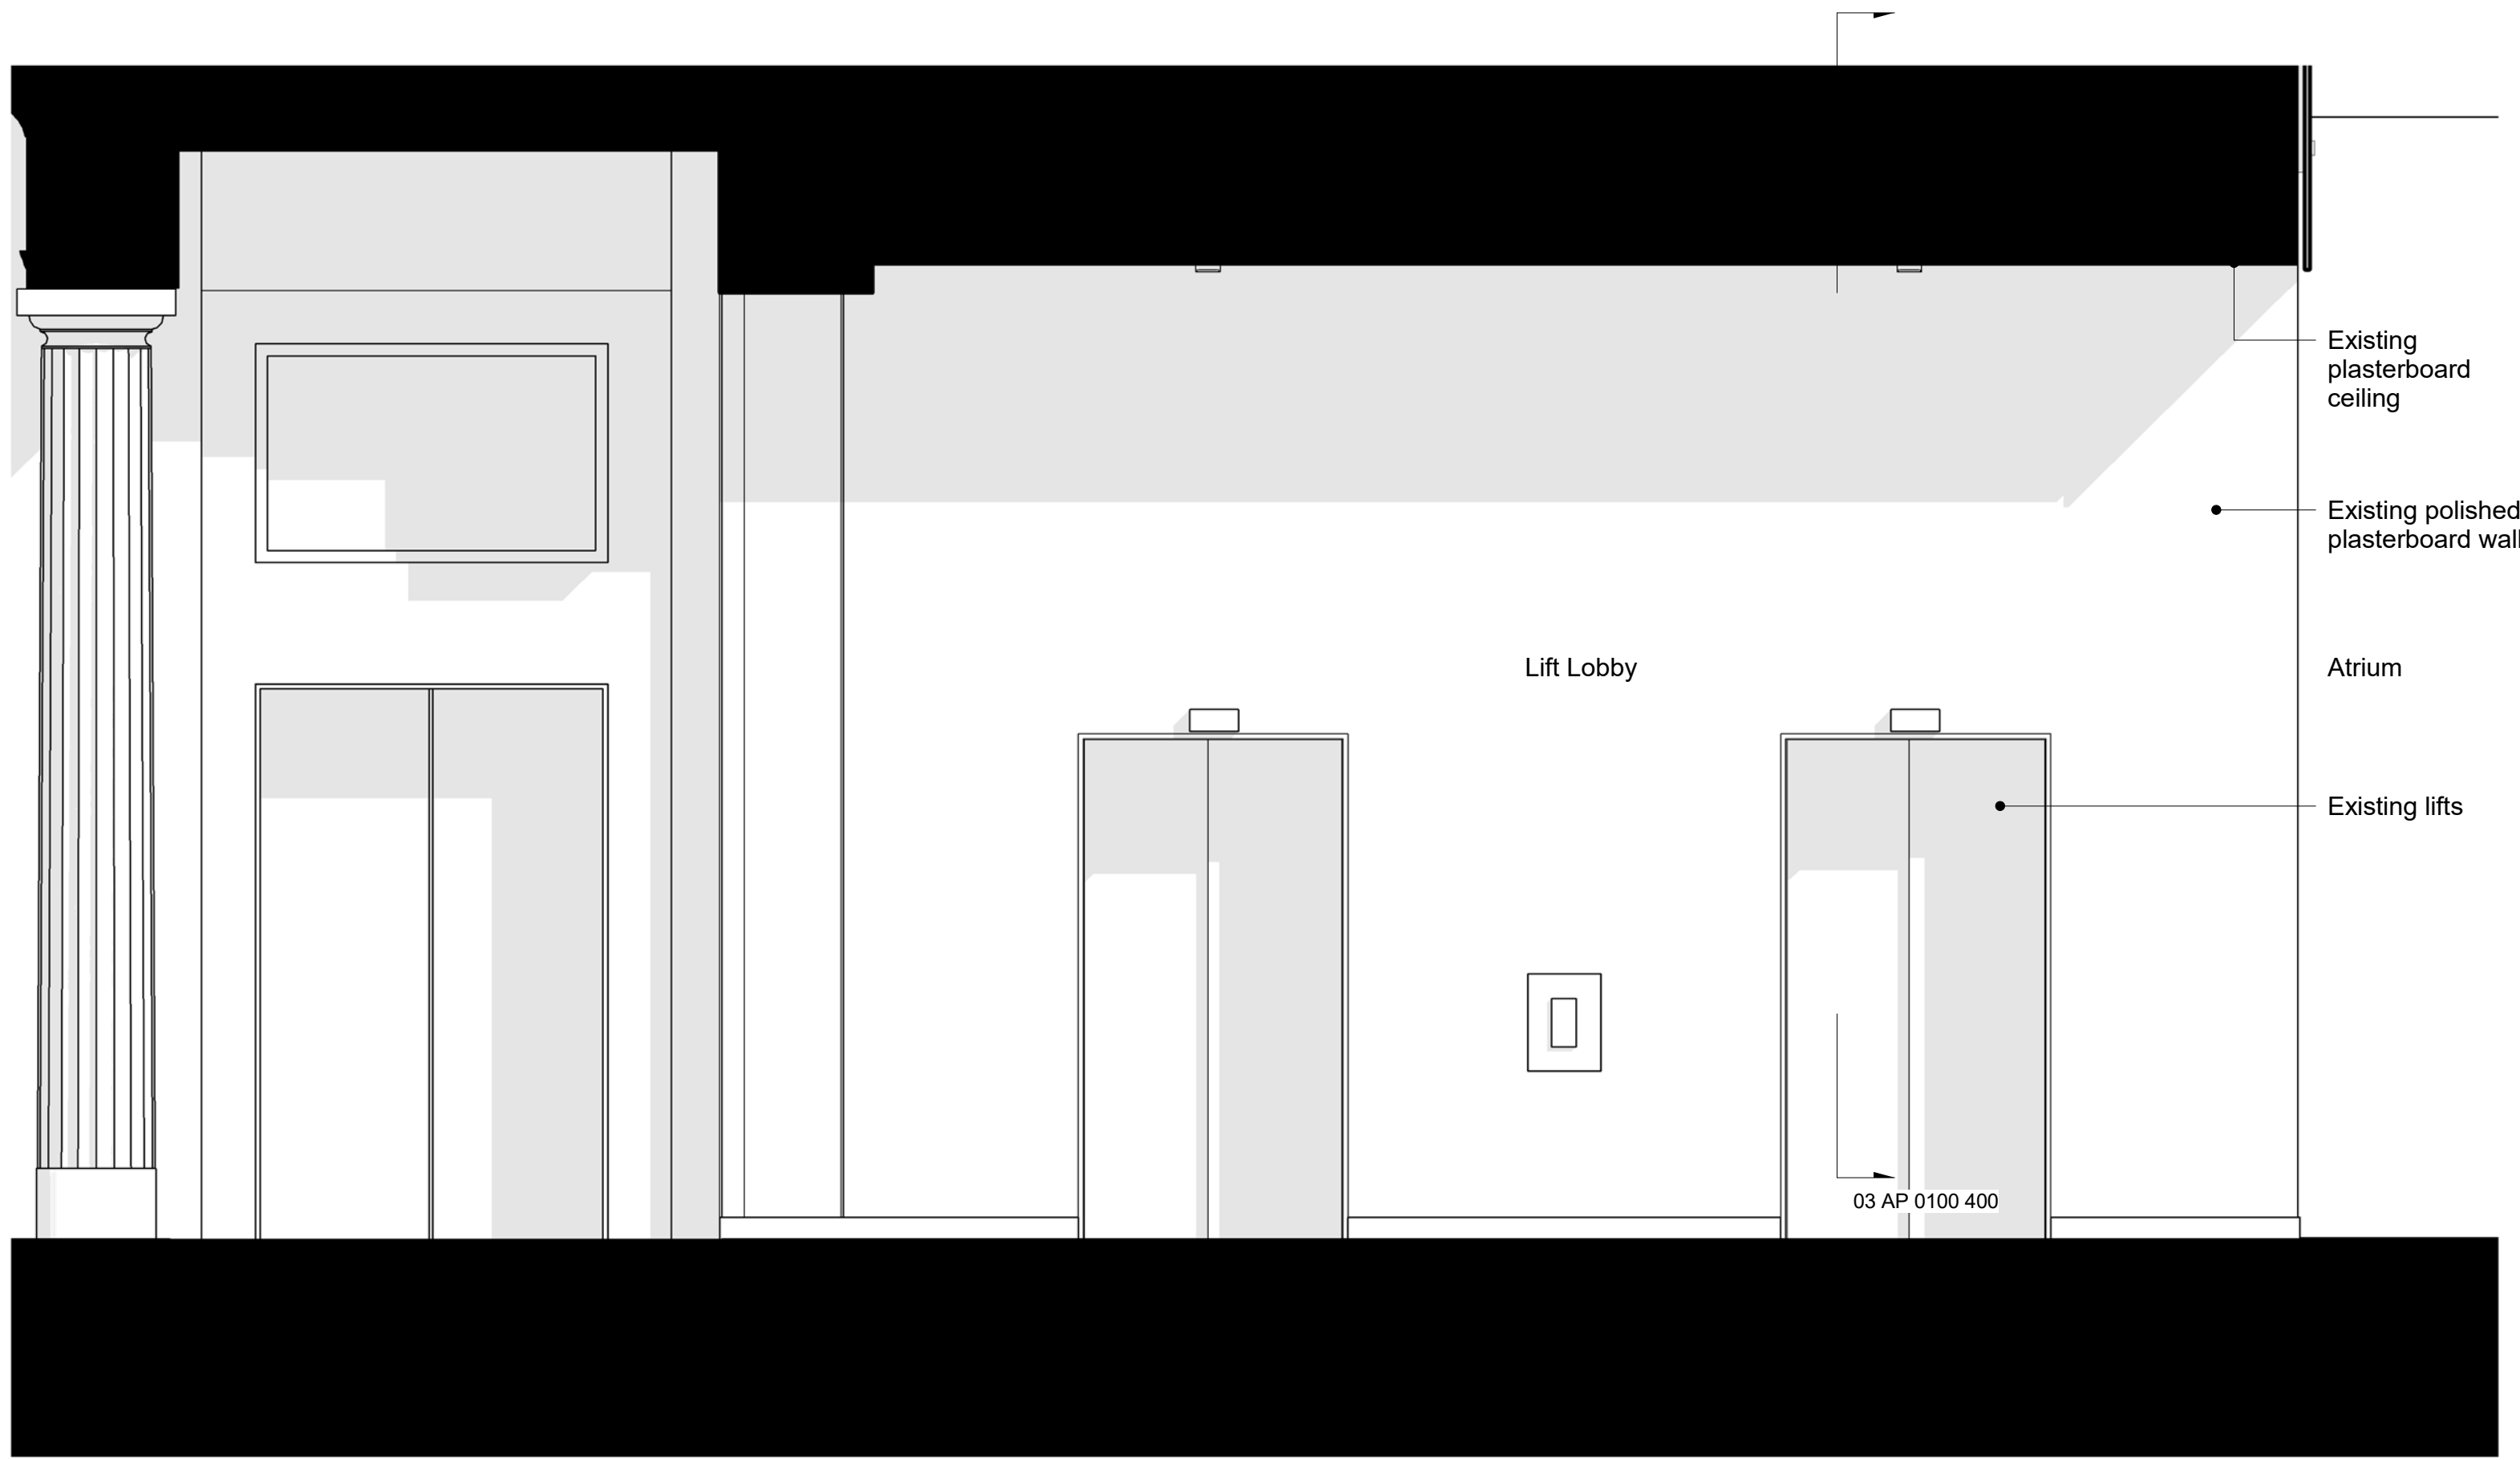 Existing
plasterboard
ceiling
Existing polished
plasterboard wall
Lift Lobby
Atrium
Existing lifts
03 AP 0100 400